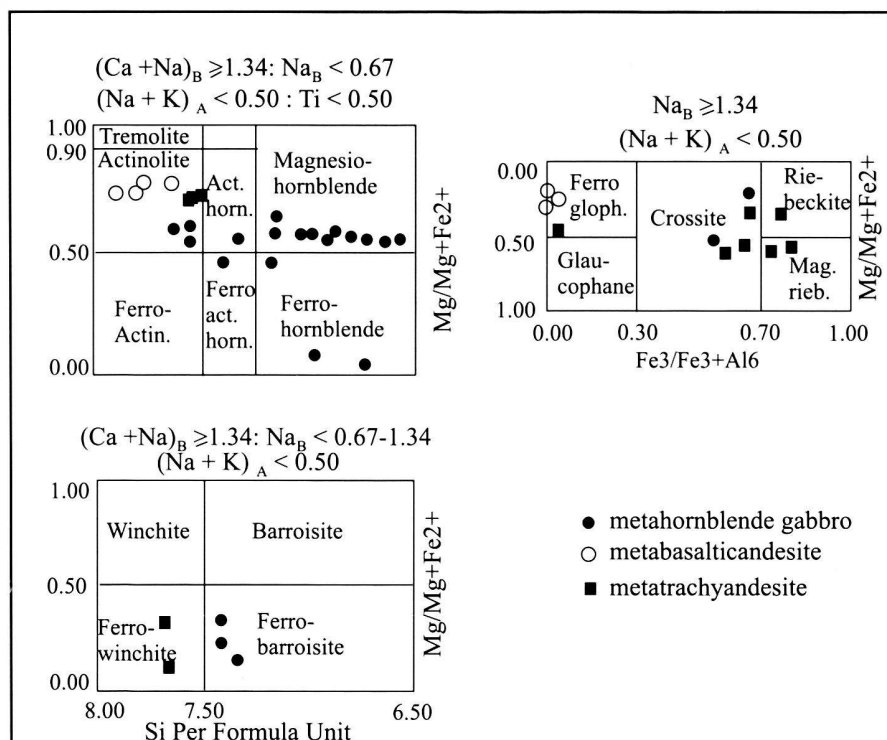 (Ca +Na)B ≥1.34: NaB < 0.67
(Na + K) A < 0.50 : Ti < 0.50
1.00
0.90
0.50
0.00
Tremolite
Actinolite
Act.
horn.
Magnesio-
hornblende
Ferro-
Actin.
Ferro
act.
horn.
Ferro-
hornblende
Mg/Mg+Fe2+
NaB ≥1.34
(Na + K) A < 0.50
0.00
0.50
1.00
Ferro
gloph.
Crossite
Rie-
beckite
Glau-
cophane
Mag.
rieb.
Mg/Mg+Fe2+
0.00 0.30 0.70 1.00
Fe3/Fe3+Al6
(Ca +Na)B ≥1.34: NaB < 0.67-1.34
(Na + K) A < 0.50
1.00
0.50
0.00
Winchite
Barroisite
Ferro-
winchite
Ferro-
barroisite
Mg/Mg+Fe2+
8.00 7.50 6.50
Si Per Formula Unit
metahornblende gabbro
metabasalticandesite
metatrachyandesite